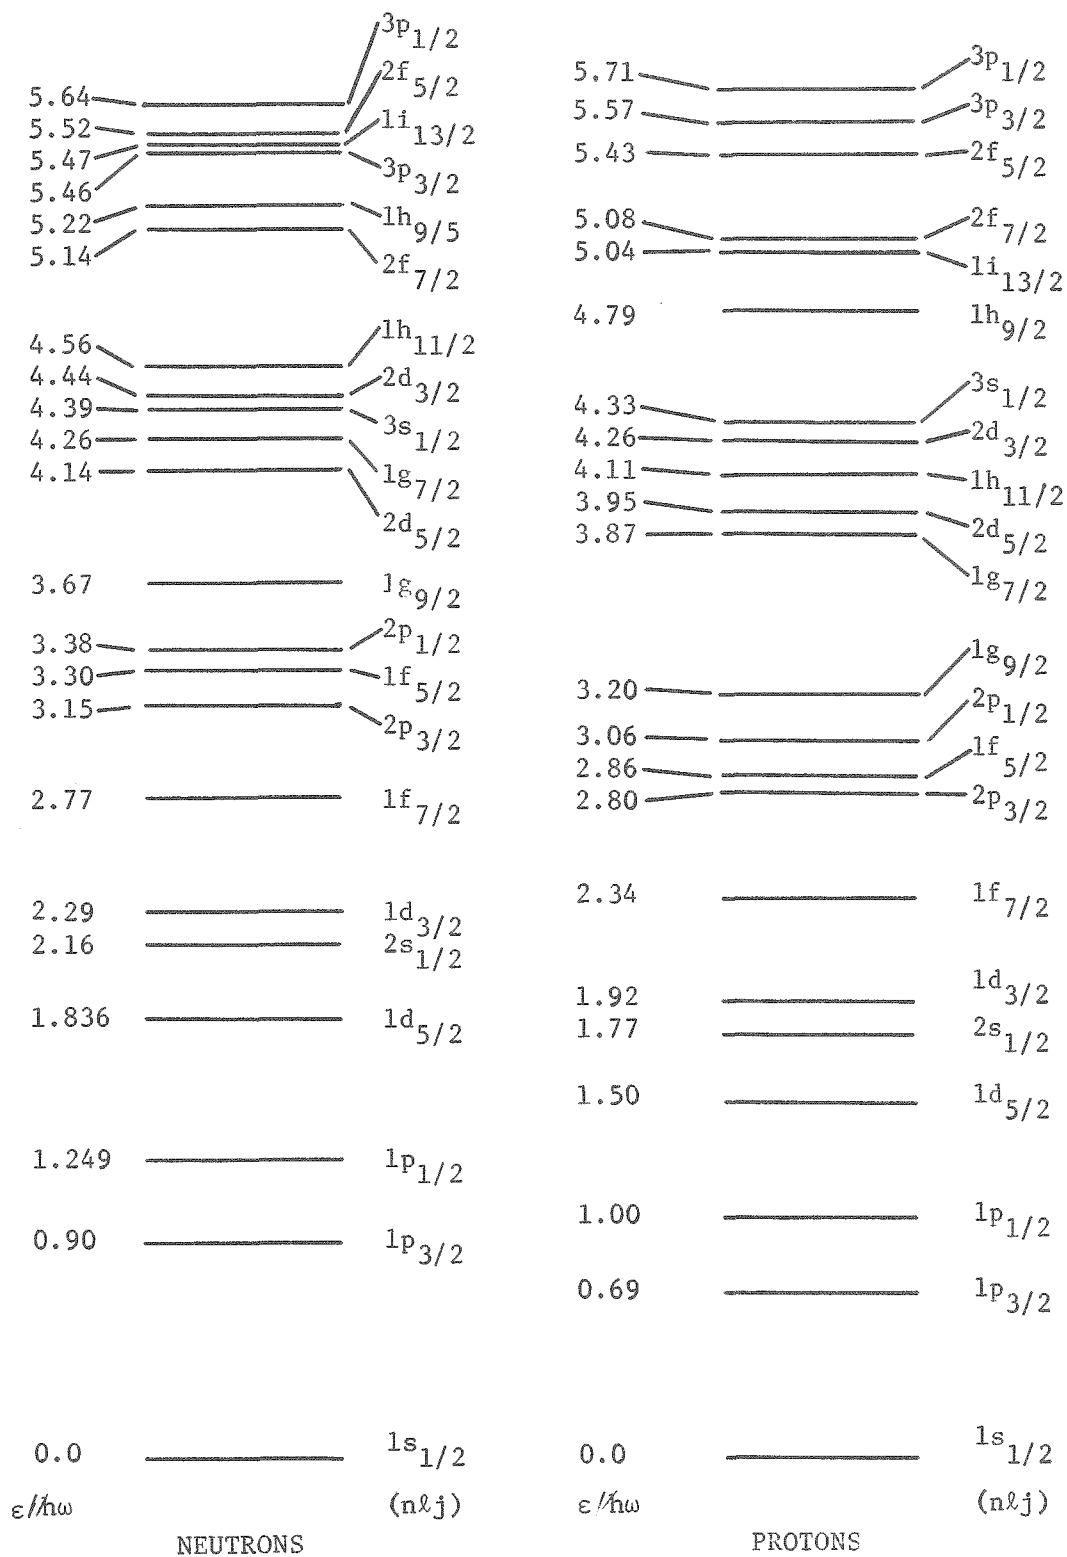 3p1/2
5.64
2f5/2
5.52
1i13/2
5.47
3p3/2
5.46
5.22
1h9/5
5.14
2f7/2
1h11/2
4.56
4.44
2d3/2
4.39
3s1/2
4.26
1g7/2
4.14
2d5/2
3.67
1g9/2
2p1/2
3.38
3.30
1f5/2
3.15
2p3/2
2.77
1f7/2
2.29
1d3/2
2.16
2s1/2
1.836
1d5/2
1.249
1p1/2
0.90
1p3/2
0.0
1s1/2
ε/ħω
(nℓj)
NEUTRONS
5.71
3p1/2
5.57
3p3/2
5.43
2f5/2
5.08
2f7/2
5.04
1i13/2
4.79
1h9/2
3s1/2
4.33
4.26
2d3/2
4.11
1h11/2
3.95
2d5/2
3.87
1g7/2
1g9/2
3.20
2p1/2
3.06
1f5/2
2.86
2.80
2p3/2
2.34
1f7/2
1.92
1d3/2
1.77
2s1/2
1.50
1d5/2
1.00
1p1/2
0.69
1p3/2
0.0
1s1/2
ε/ħω
(nℓj)
PROTONS